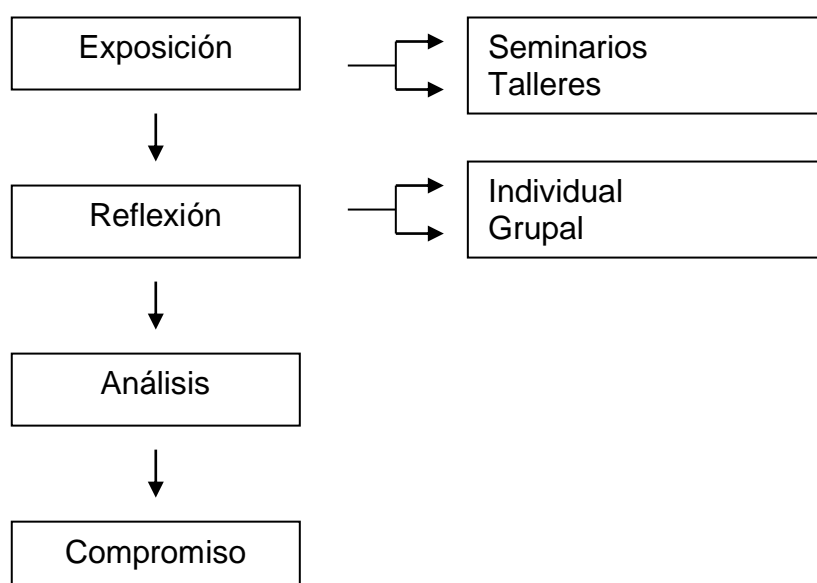 Exposición
Seminarios
Talleres
Reflexión
Individual
Grupal
Análisis
Compromiso